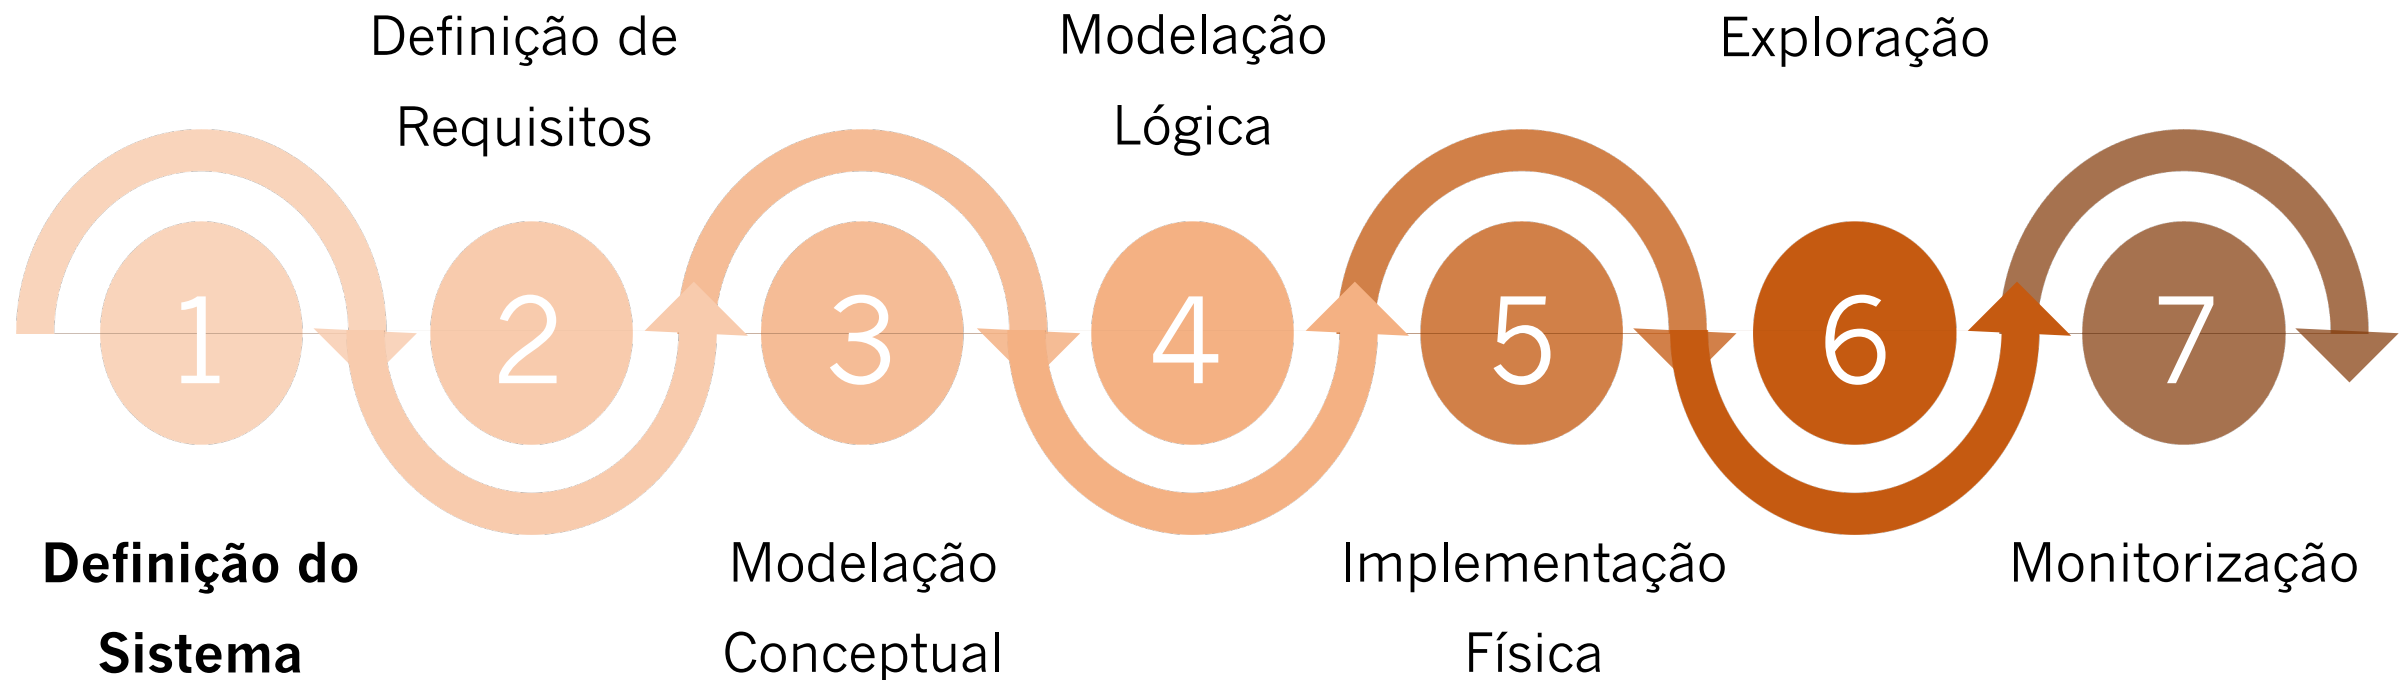 Definição de
Requisitos
Modelação
Lógica
Exploração
1
2
3
4
5
6
7
Definição do
Sistema
Modelação
Conceptual
Implementação
Física
Monitorização